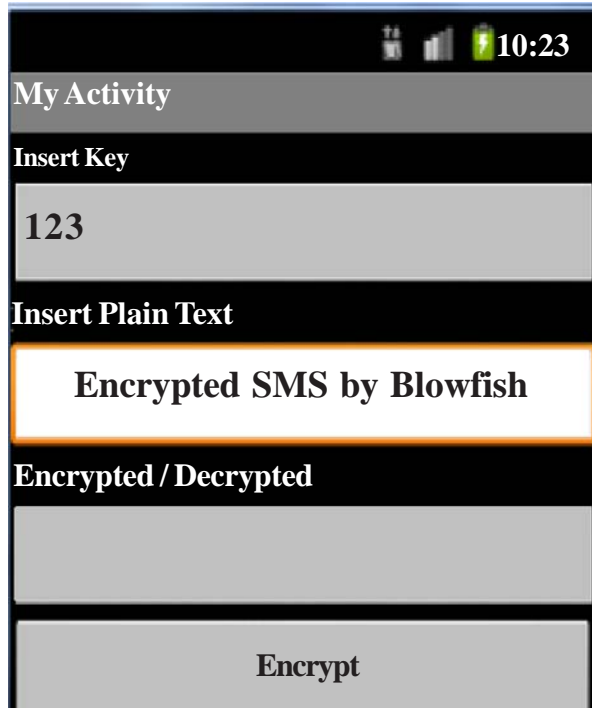 10:23
My Activity
Insert Key
123
Insert Plain Text
Encrypted SMS by Blowfish
Encrypted / Decrypted
Encrypt